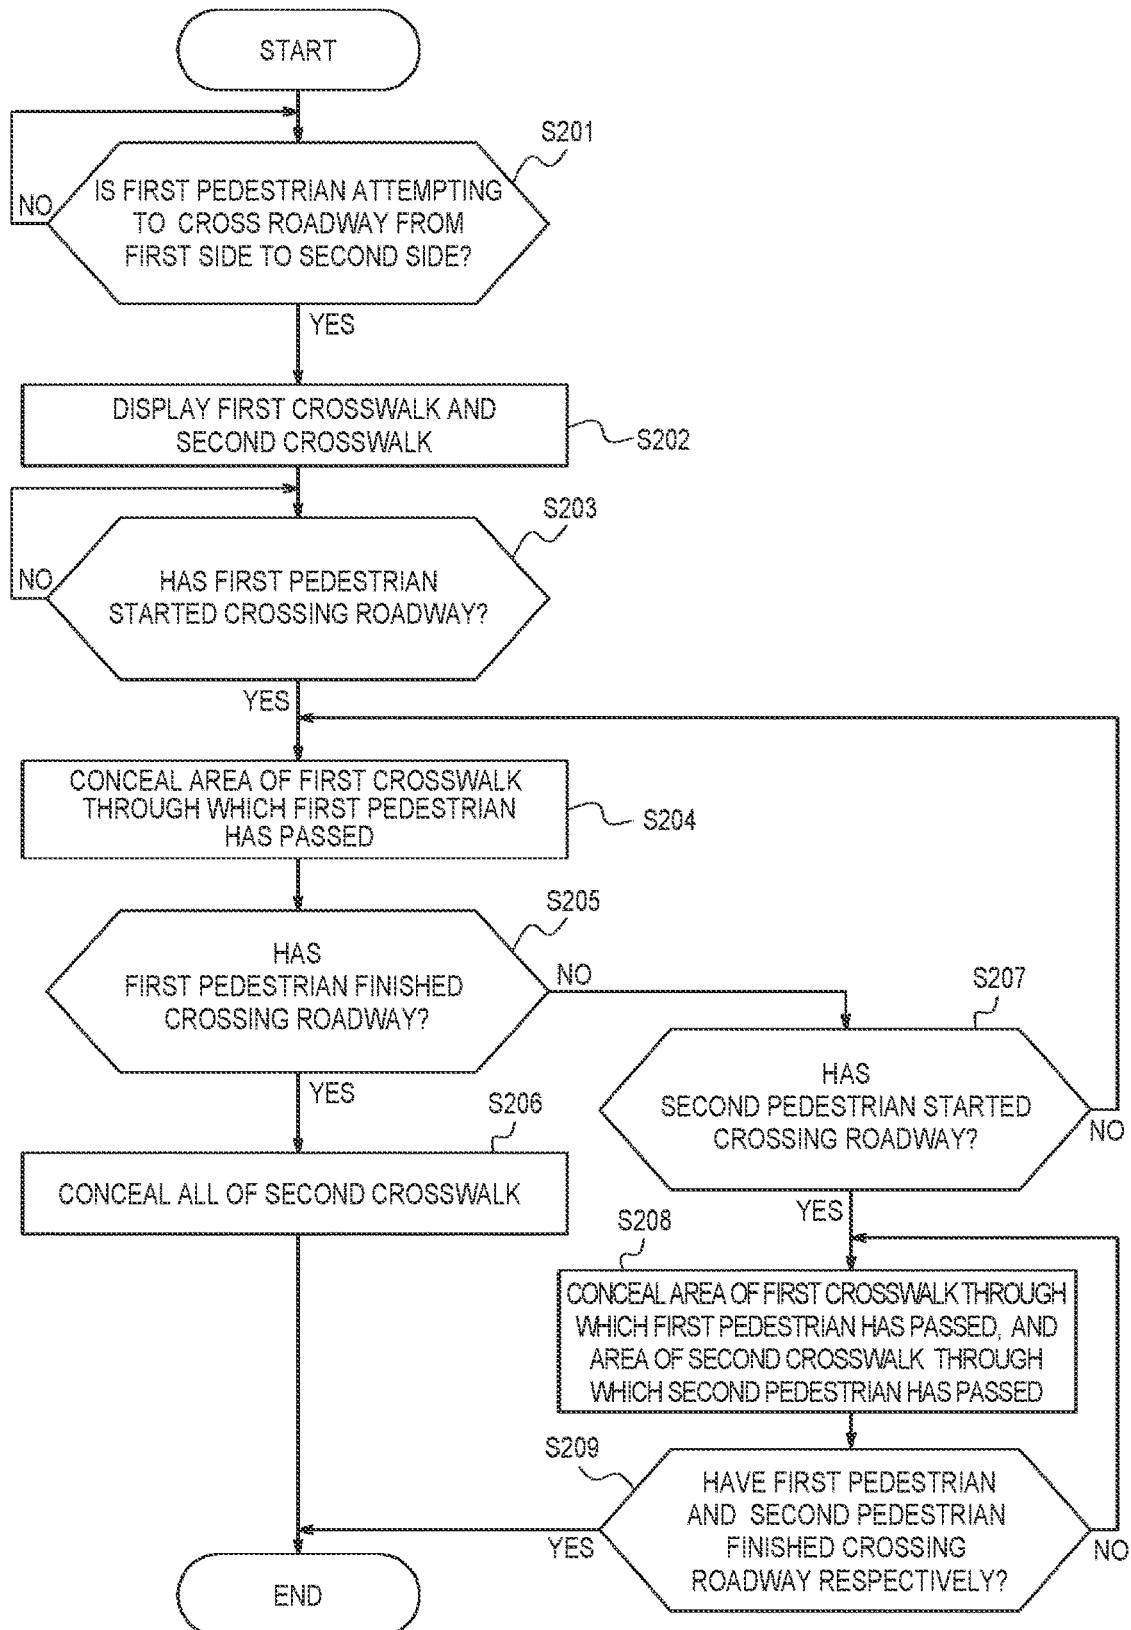 START
S201
IS FIRST PEDESTRIAN ATTEMPTING
TO CROSS ROADWAY FROM
FIRST SIDE TO SECOND SIDE?
NO
YES
DISPLAY FIRST CROSSWALK AND
SECOND CROSSWALK
S202
S203
HAS FIRST PEDESTRIAN
STARTED CROSSING ROADWAY?
NO
YES
CONCEAL AREA OF FIRST CROSSWALK
THROUGH WHICH FIRST PEDESTRIAN
HAS PASSED
S204
S205
HAS
FIRST PEDESTRIAN FINISHED
CROSSING ROADWAY?
NO
YES
S206
CONCEAL ALL OF SECOND CROSSWALK
S207
HAS
SECOND PEDESTRIAN STARTED
CROSSING ROADWAY?
NO
YES
S208
CONCEAL AREA OF FIRST CROSSWALK THROUGH
WHICH FIRST PEDESTRIAN HAS PASSED, AND
AREA OF SECOND CROSSWALK THROUGH
WHICH SECOND PEDESTRIAN HAS PASSED
S209
HAVE FIRST PEDESTRIAN
AND SECOND PEDESTRIAN
FINISHED CROSSING
ROADWAY RESPECTIVELY?
YES
NO
END